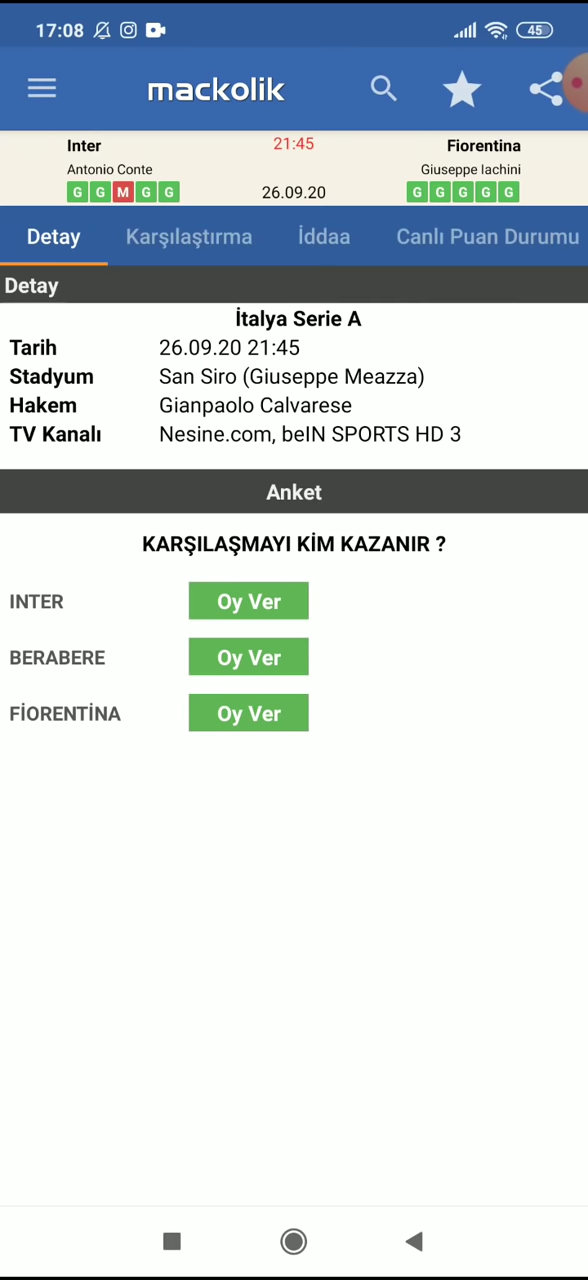 17:08
45
mackolik
Inter 21:45 Fiorentina
Antonio Conte Giuseppe Iachini
G G M G G 26.09.20 G G G G G
Detay Karşılaştırma İddaa Canlı Puan Durumu
Detay
İtalya Serie A
Tarih 26.09.20 21:45
Stadyum San Siro (Giuseppe Meazza)
Hakem Gianpaolo Calvarese
TV Kanalı Nesine.com, beIN SPORTS HD 3
Anket
KARŞILAŞMAYI KİM KAZANIR ?
INTER Oy Ver
BERABERE Oy Ver
FİORENTİNA Oy Ver